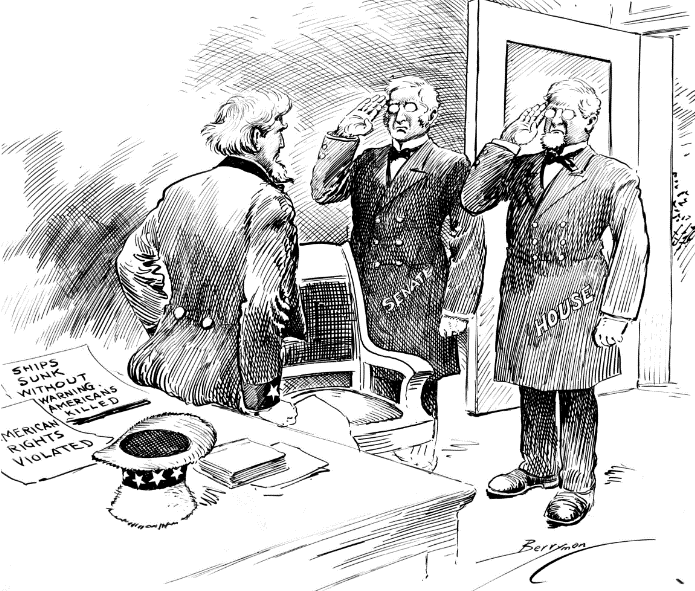 SHIPS
SUNK
WITHOUT
WARNING
AMERICANS
KILLED
MERICAN
RIGHTS
VIOLATED
SENATE
HOUSE
Berryman